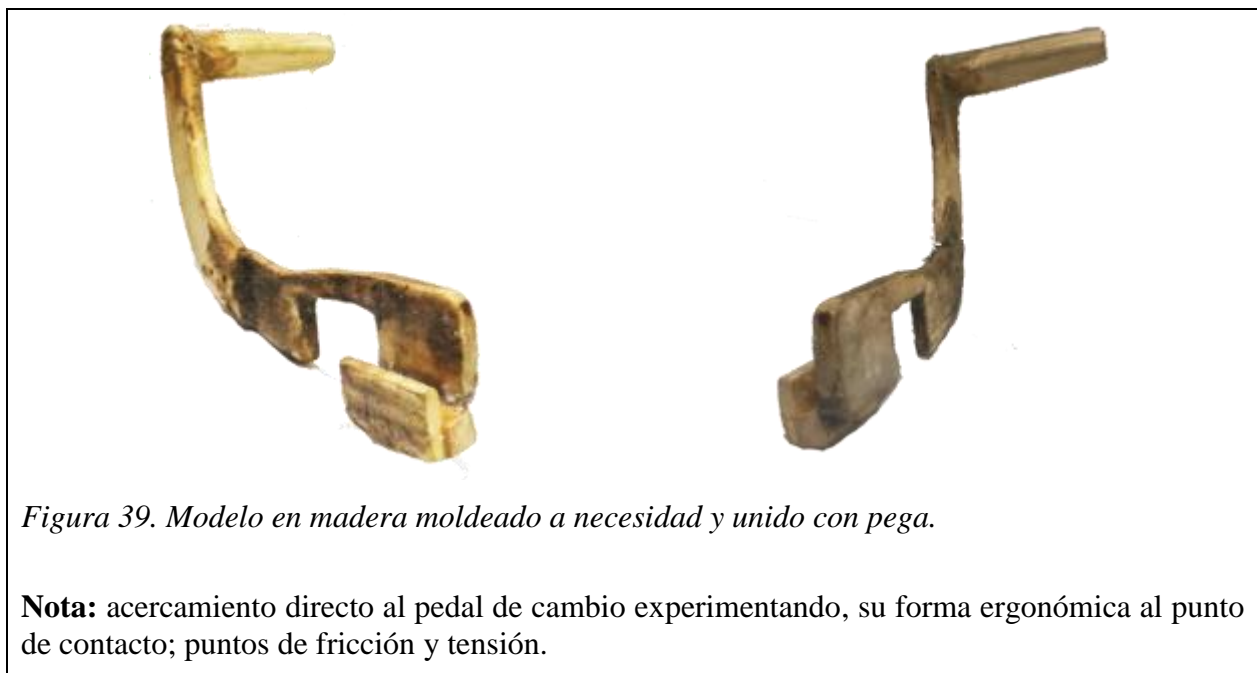 Figura 39. Modelo en madera moldeado a necesidad y unido con pega.
Nota: acercamiento directo al pedal de cambio experimentando, su forma ergonómica al punto
de contacto; puntos de fricción y tensión.